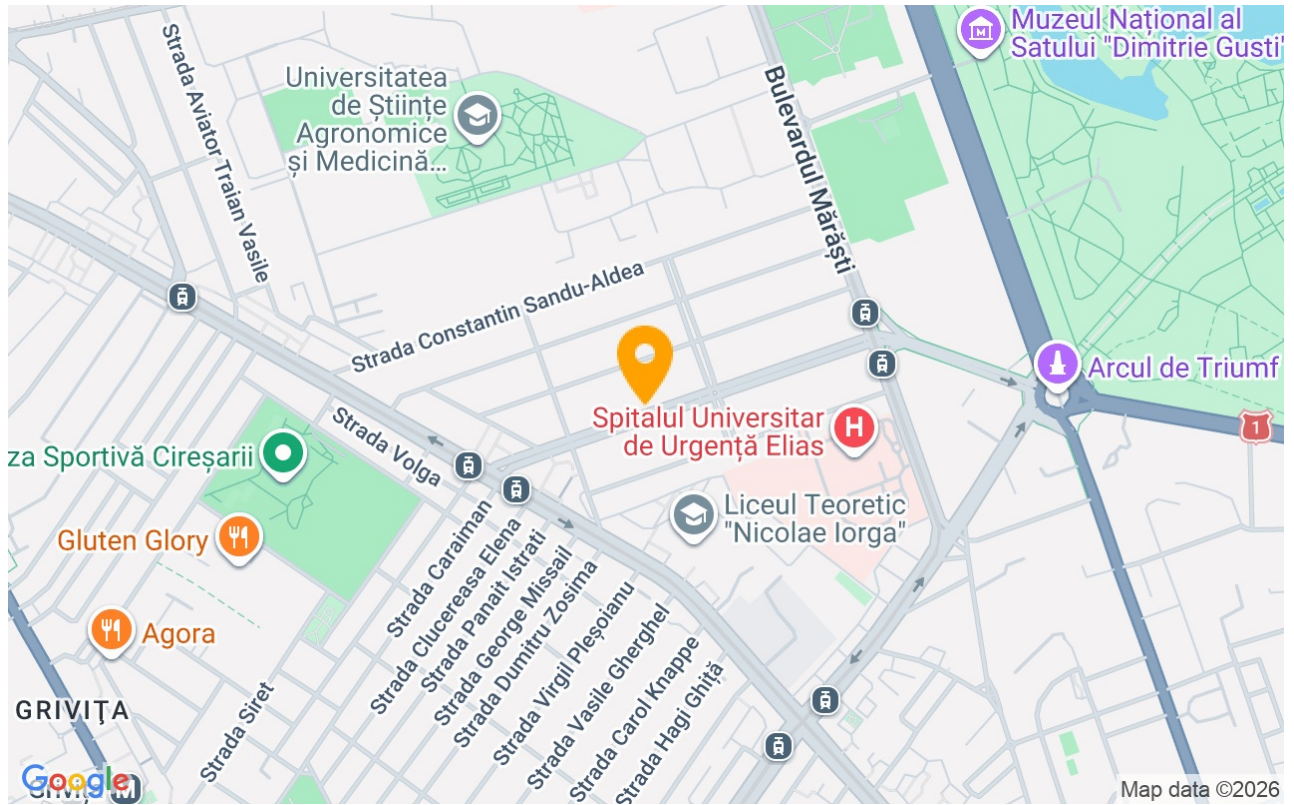 Muzeul Național al
Satului "Dimitrie Gusti"
Strada Aviator Traian Vasile
Universitatea
de Științe
Agronomice
și Medicină...
Bulevardul Mărăști
Strada Constantin Sandu-Aldea
Arcul de Triumf
1
Spitalul Universitar
de Urgență Elias
H
Strada Volga
za Sportivă Cireșarii
Liceul Teoretic
"Nicolae Iorga"
Gluten Glory
Agora
Strada Caraiman
Strada Clucereasa Elena
Strada Panait Istrati
Strada George Missail
Strada Dumitru Zosima
Strada Virgil Pleșoianu
Strada Vasile Gherghel
Strada Carol Knappe
Strada Hagi Ghiță
Strada Siret
GRIVIŢA
Google
M
Map data ©2026